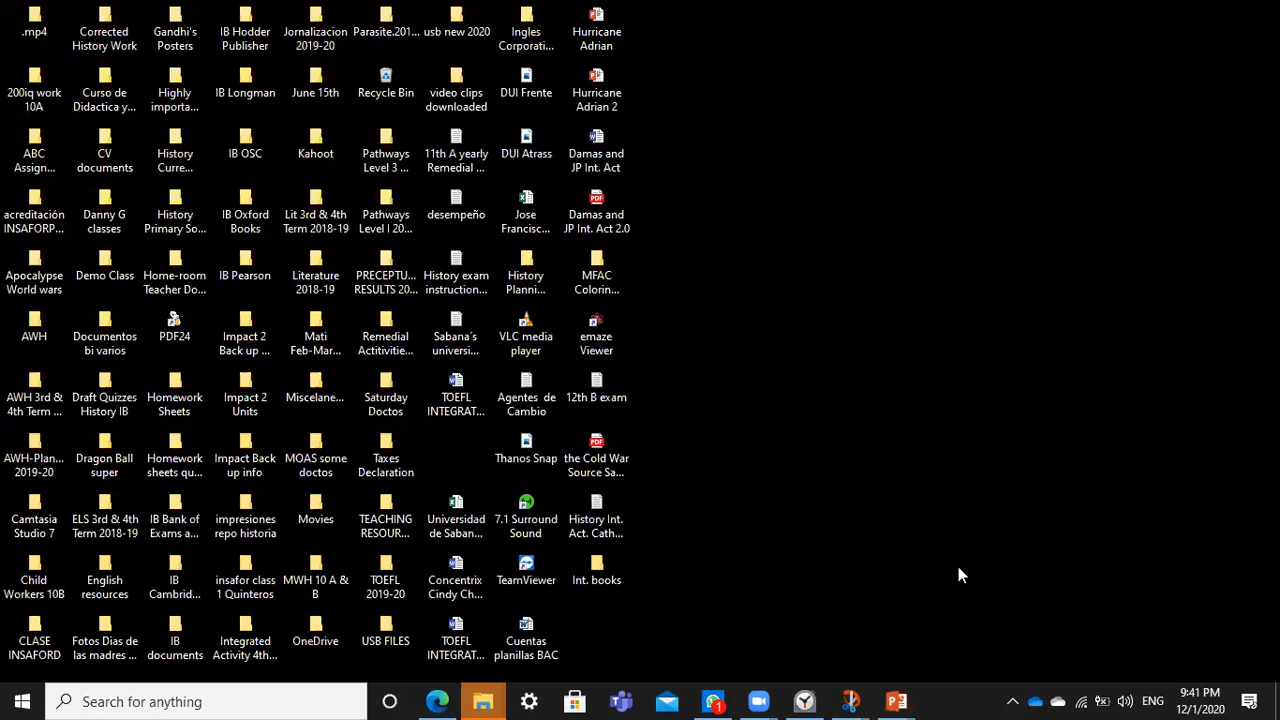 .mp4
Corrected
History Work
Gandhi's
Posters
IB Hodder
Publisher
Jornalizacion
2019-20
Parasite.201...
usb new 2020
Ingles
Corporati...
Hurricane
Adrian
200iq work
10A
Curso de
Didactica y...
Highly
importa...
IB Longman
June 15th
Recycle Bin
video clips
downloaded
DUI Frente
Hurricane
Adrian 2
ABC
Assign...
CV
documents
History
Curre...
IB OSC
Kahoot
Pathways
Level 3 ...
11th A yearly
Remedial ...
DUI Atrass
Damas and
JP Int. Act
acreditación
INSAFORP...
Danny G
classes
History
Primary So...
IB Oxford
Books
Lit 3rd & 4th
Term 2018-19
Pathways
Level I 20...
desempeño
Jose
Francisc...
Damas and
JP Int. Act 2.0
Apocalypse
World wars
Demo Class
Home-room
Teacher Do...
IB Pearson
Literature
2018-19
PRECEPTU...
RESULTS 20...
History exam
instruction...
History
Planni...
MFAC
Colorin...
AWH
Documentos
bi varios
PDF24
Impact 2
Back up ...
Mati
Feb-Mar...
Remedial
Actitivitie...
Sabana´s
universi...
VLC media
player
emaze
Viewer
AWH 3rd &
4th Term ...
Draft Quizzes
History IB
Homework
Sheets
Impact 2
Units
Miscelane...
Saturday
Doctos
TOEFL
INTEGRAT...
Agentes de
Cambio
12th B exam
AWH-Plan...
2019-20
Dragon Ball
super
Homework
sheets qu...
Impact Back
up info
MOAS some
doctos
Taxes
Declaration
Thanos Snap
the Cold War
Source Sa...
Camtasia
Studio 7
ELS 3rd & 4th
Term 2018-19
IB Bank of
Exams a...
impresiones
repo historia
Movies
TEACHING
RESOUR...
Universidad
de Saban...
7.1 Surround
Sound
History Int.
Act. Cath...
Child
Workers 10B
English
resources
IB
Cambrid...
insafor class
1 Quinteros
MWH 10 A &
B
TOEFL
2019-20
Concentrix
Cindy Ch...
TeamViewer
Int. books
CLASE
INSAFORD
Fotos Dias de
las madres ...
IB
documents
Integrated
Activity 4th...
OneDrive
USB FILES
TOEFL
INTEGRAT...
Cuentas
planillas BAC
Search for anything
1
ENG
9:41 PM
12/1/2020